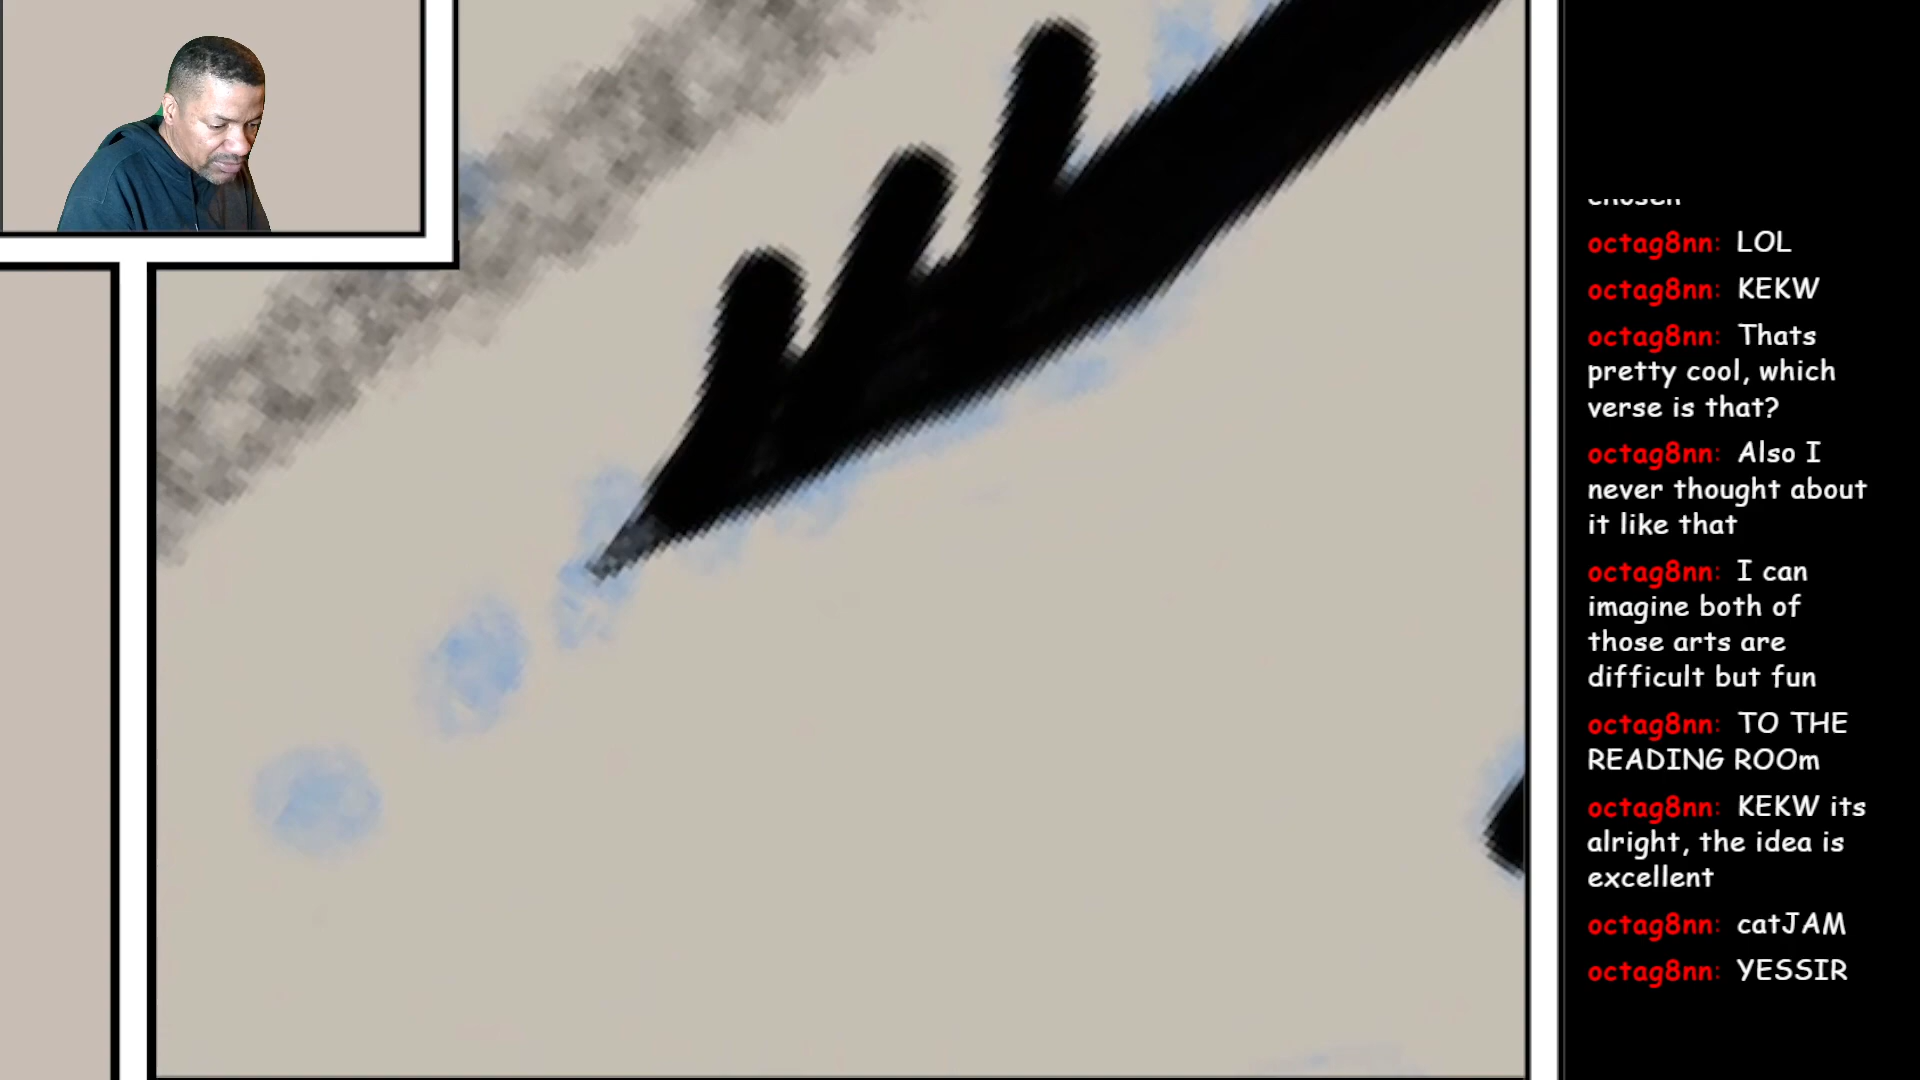 octag8nn: LOL
octag8nn: KEKW
octag8nn: Thats
pretty cool, which
verse is that?
octag8nn: Also I
never thought about
it like that
octag8nn: I can
imagine both of
those arts are
difficult but fun
octag8nn: TO THE
READING ROOm
octag8nn: KEKW its
alright, the idea is
excellent
octag8nn: catJAM
octag8nn: YESSIR